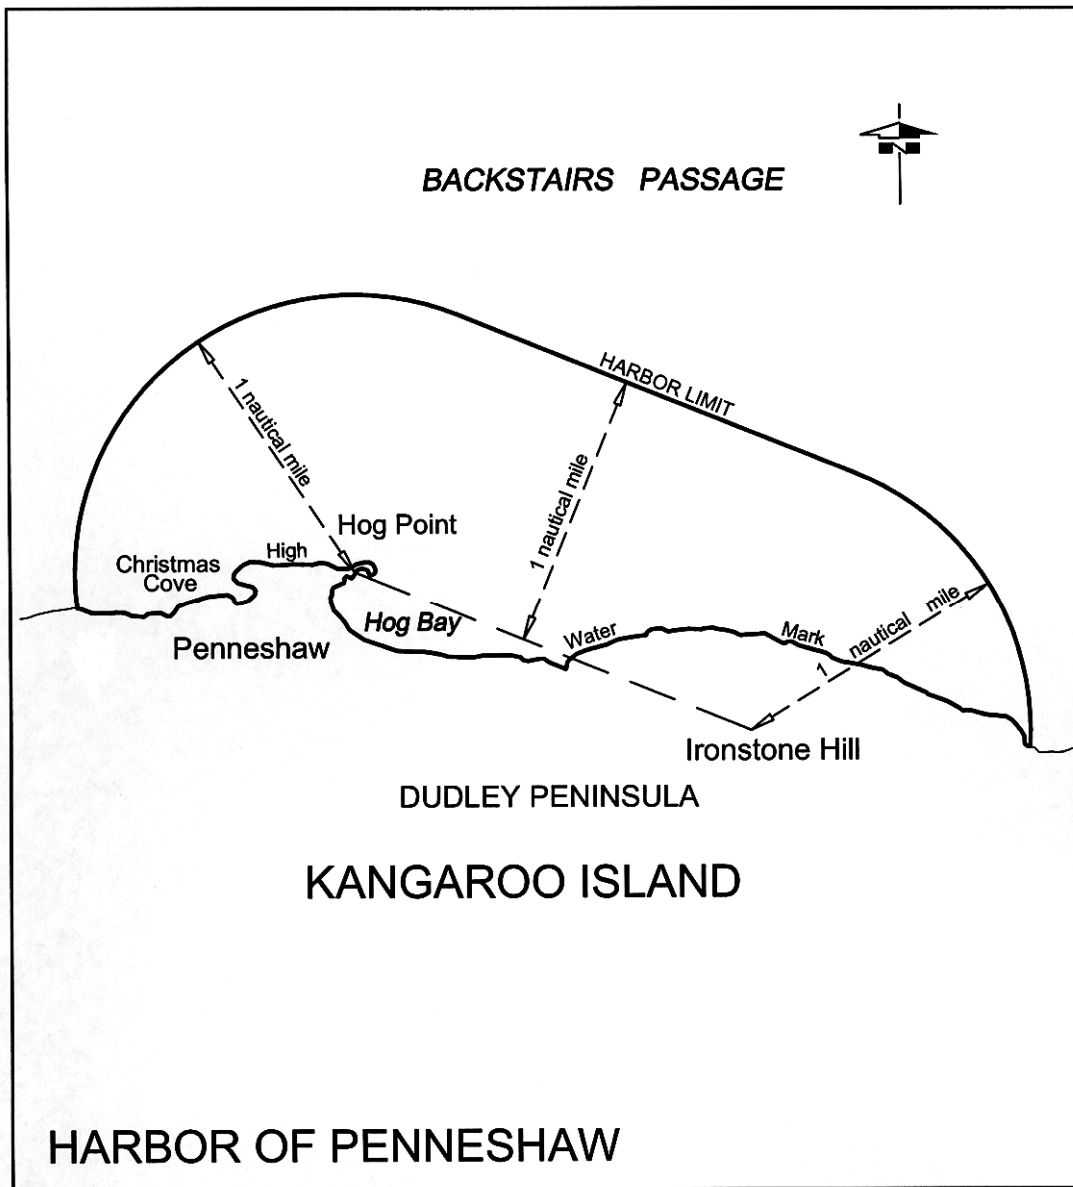 N
BACKSTAIRS PASSAGE
HARBOR LIMIT
1 nautical mile
1 nautical mile
Hog Point
High
Christmas
Cove
Hog Bay
Penneshaw
Water
Mark
1 nautical mile
Ironstone Hill
DUDLEY PENINSULA
KANGAROO ISLAND
HARBOR OF PENNESHAW